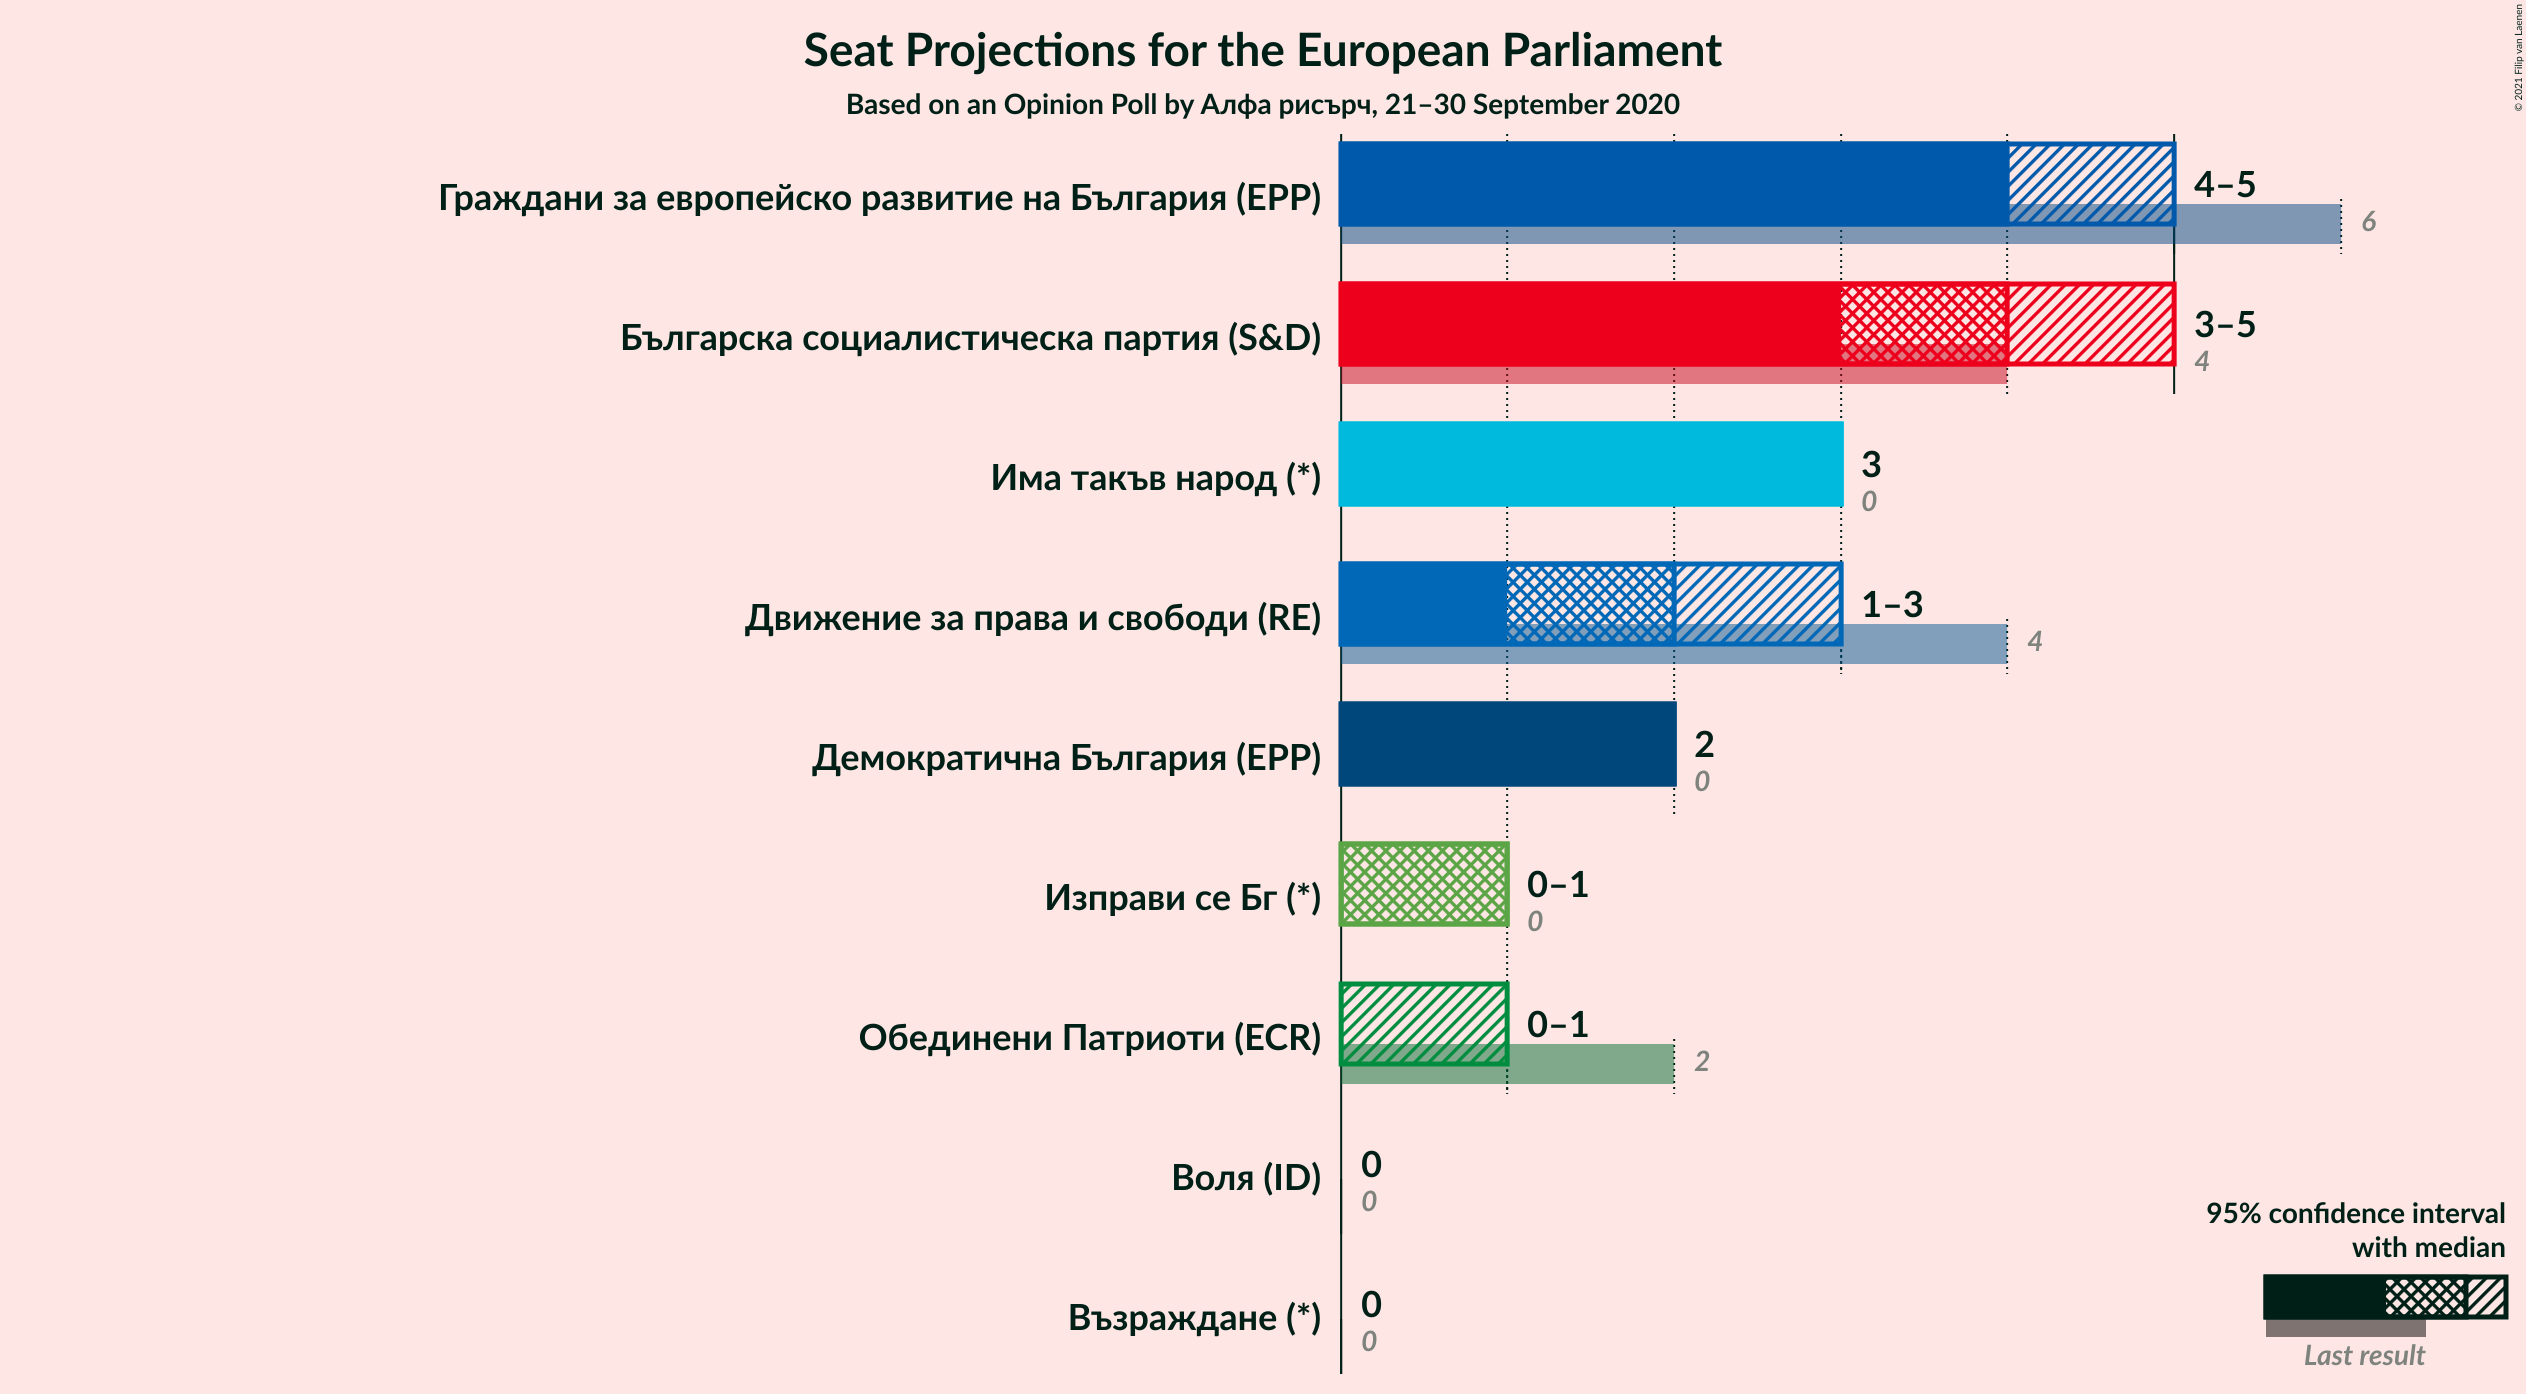 Seat Projections for the European Parliament
Based on an Opinion Poll by Алфа рисърч, 21–30 September 2020
© 2021 Filip van Laenen
Граждани за европейско развитие на България (EPP)
4–5
6
Българска социалистическа партия (S&D)
3–5
4
Има такъв народ (*)
3
0
Движение за права и свободи (RE)
1–3
4
Демократична България (EPP)
2
0
Изправи се Бг (*)
0–1
0
Обединени Патриоти (ECR)
0–1
2
Воля (ID)
0
0
Възраждане (*)
0
0
95% confidence interval
with median
Last result